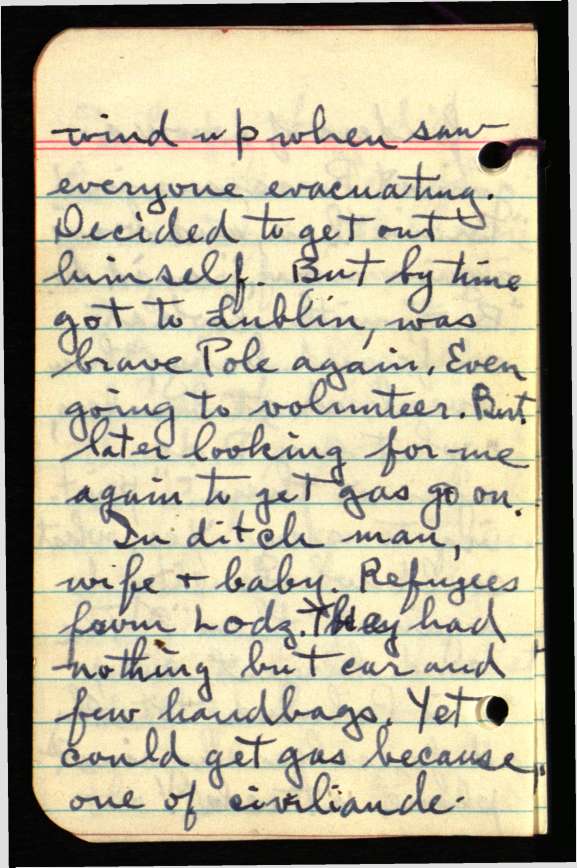 wind up when saw
everyone evacuating.
Decided to get out
himself. But by time
got to Lublin, was
brave Pole again. Even
going to volunteer. But
later looking for me
again to get gas go on.
In ditch man,
wife + baby. Refugees
from Lodz. They had
nothing but car and
few handbags. Yet
could get gas because
one of civilian de-